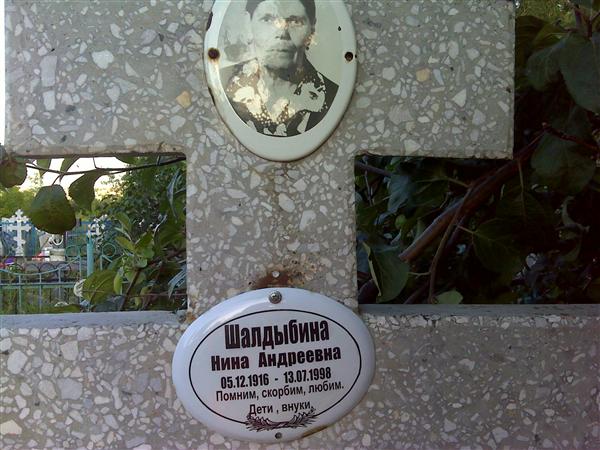 Шалдыбина
Нина Андреевна
05.12.1916 - 13.07.1998
Помним, скорбим, любим.
Дети , внуки.